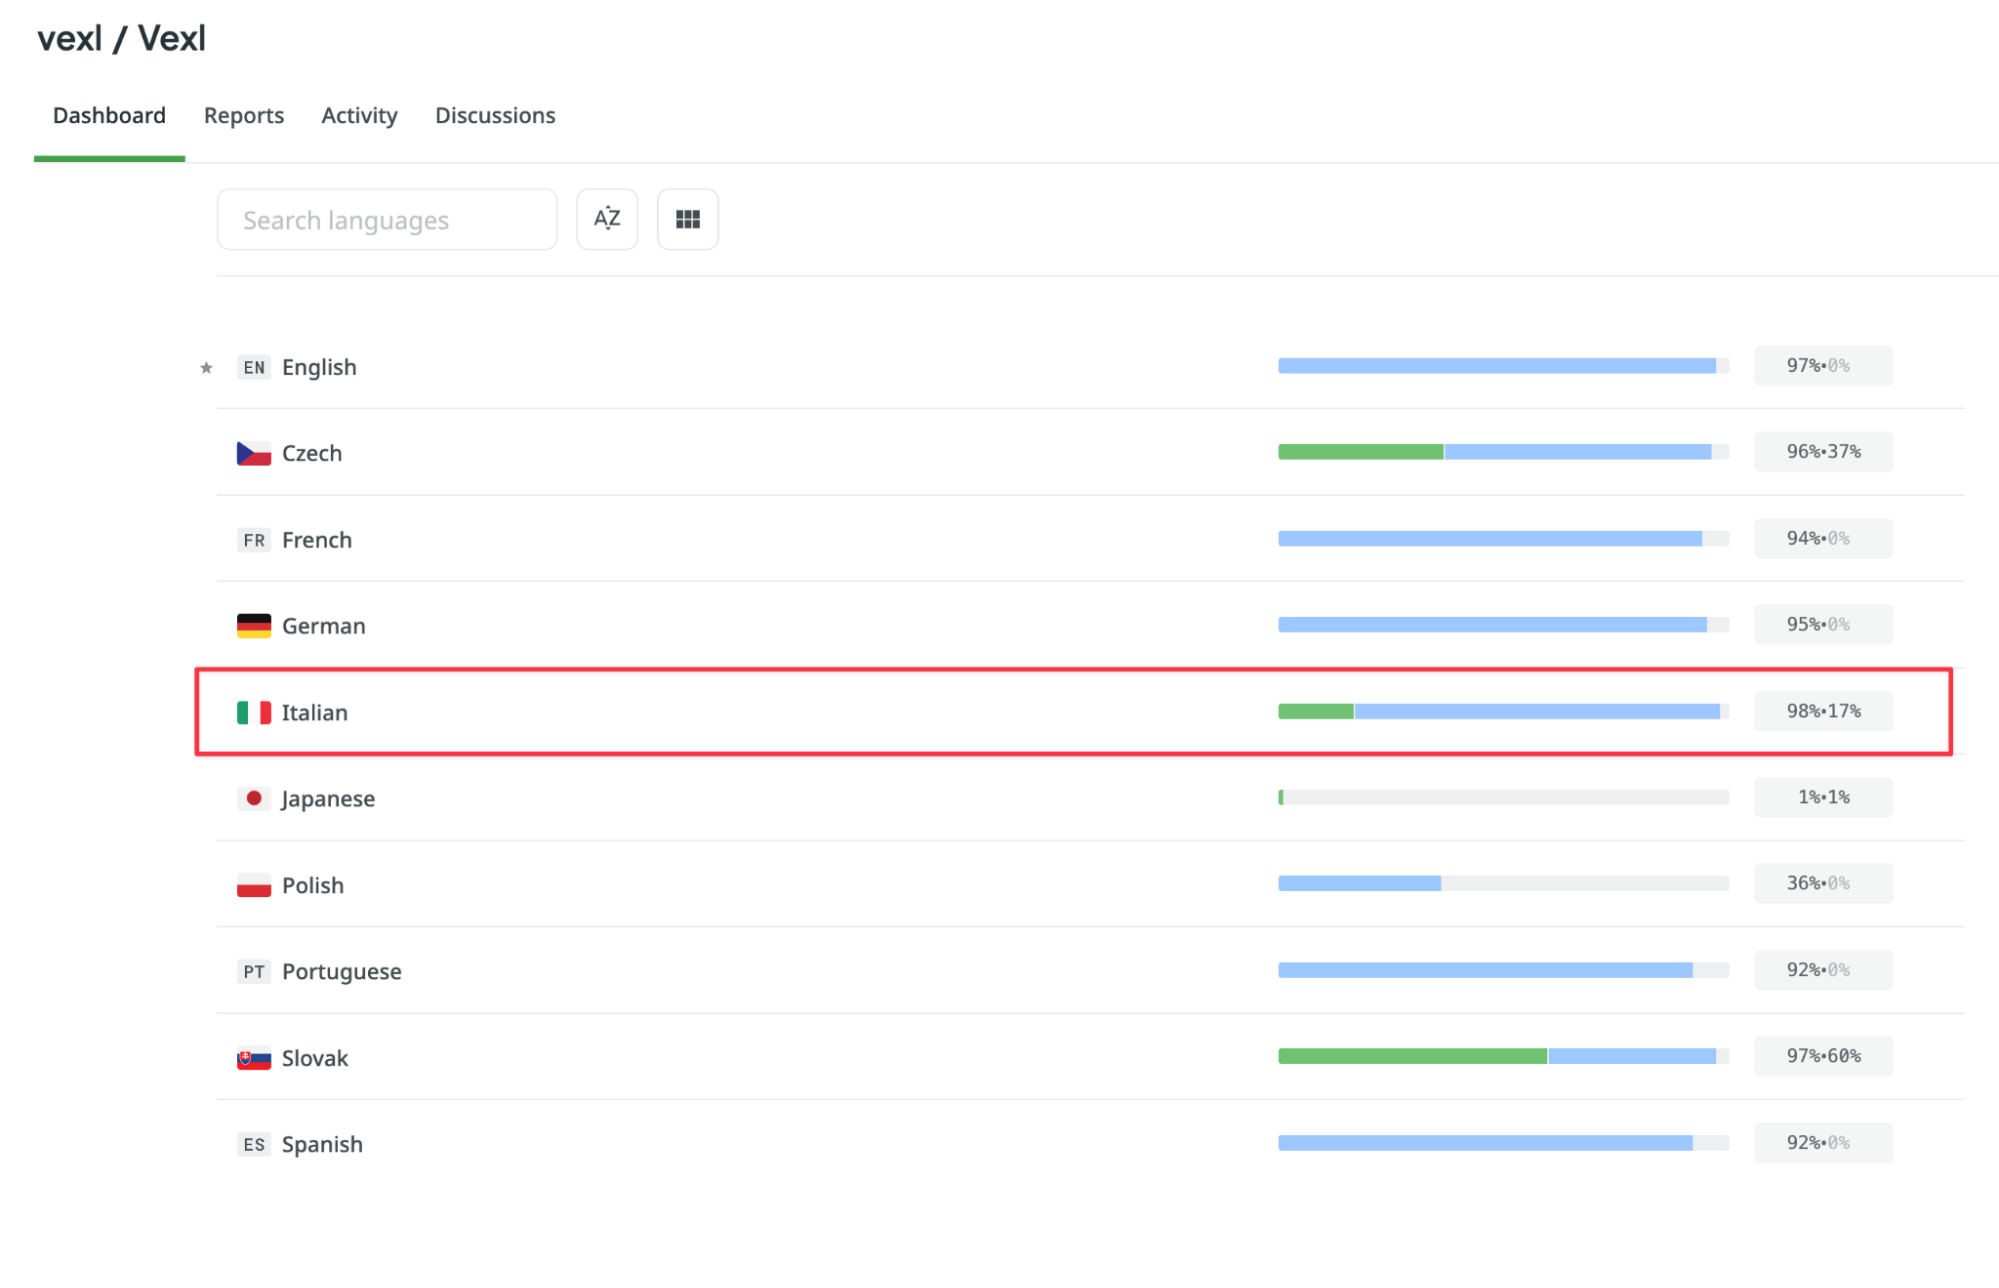 vexl / Vexl
Dashboard Reports Activity Discussions
Search languages AZ
EN English 97%•0%
Czech 96%•37%
FR French 94%•0%
German 95%•0%
Italian 98%•17%
Japanese 1%•1%
Polish 36%•0%
PT Portuguese 92%•0%
Slovak 97%•60%
ES Spanish 92%•0%